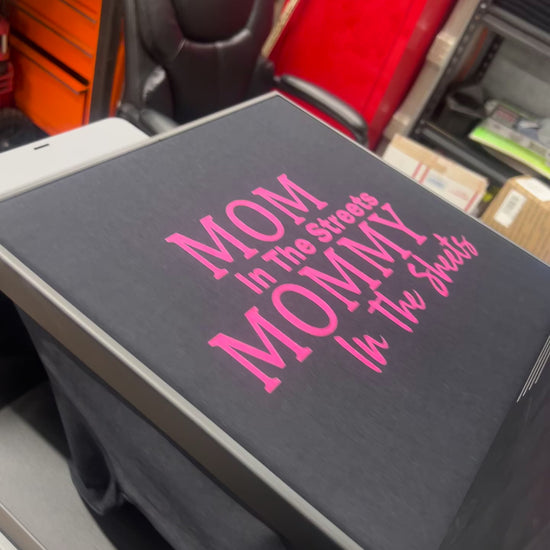 MOM
In The Streets
MOMMY
In The Sheets